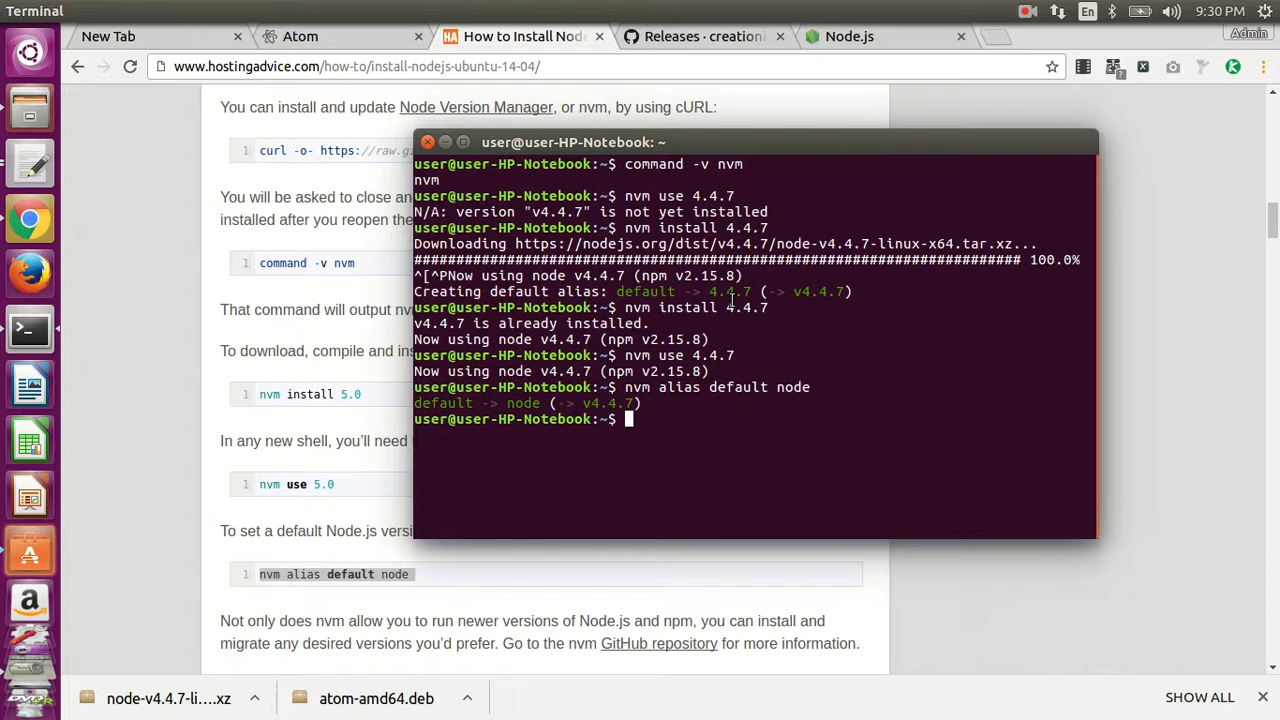 Terminal
En
9:30 PM
New Tab
Atom
How to Install Node
Releases · creationi
Node.js
Admin
www.hostingadvice.com/how-to/install-nodejs-ubuntu-14-04/
You can install and update Node Version Manager, or nvm, by using cURL:
1 curl -o- https://raw.gi
You will be asked to close an
installed after you reopen the
1 command -v nvm
That command will output nv
To download, compile and ins
1 nvm install 5.0
In any new shell, you'll need
1 nvm use 5.0
To set a default Node.js versi
1 nvm alias default node
Not only does nvm allow you to run newer versions of Node.js and npm, you can install and
migrate any desired versions you'd prefer. Go to the nvm GitHub repository for more information.
user@user-HP-Notebook: ~
user@user-HP-Notebook:~$ command -v nvm
nvm
user@user-HP-Notebook:~$ nvm use 4.4.7
N/A: version "v4.4.7" is not yet installed
user@user-HP-Notebook:~$ nvm install 4.4.7
Downloading https://nodejs.org/dist/v4.4.7/node-v4.4.7-linux-x64.tar.xz...
######################################################################## 100.0%
^[^PNow using node v4.4.7 (npm v2.15.8)
Creating default alias: default -> 4.4.7 (-> v4.4.7)
user@user-HP-Notebook:~$ nvm install 4.4.7
v4.4.7 is already installed.
Now using node v4.4.7 (npm v2.15.8)
user@user-HP-Notebook:~$ nvm use 4.4.7
Now using node v4.4.7 (npm v2.15.8)
user@user-HP-Notebook:~$ nvm alias default node
default -> node (-> v4.4.7)
user@user-HP-Notebook:~$
node-v4.4.7-li....xz
atom-amd64.deb
SHOW ALL